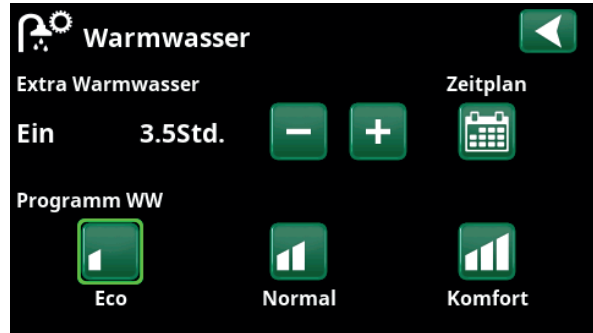 Warmwasser
Extra Warmwasser Zeitplan
Ein 3.5Std.
Programm WW
Eco Normal Komfort